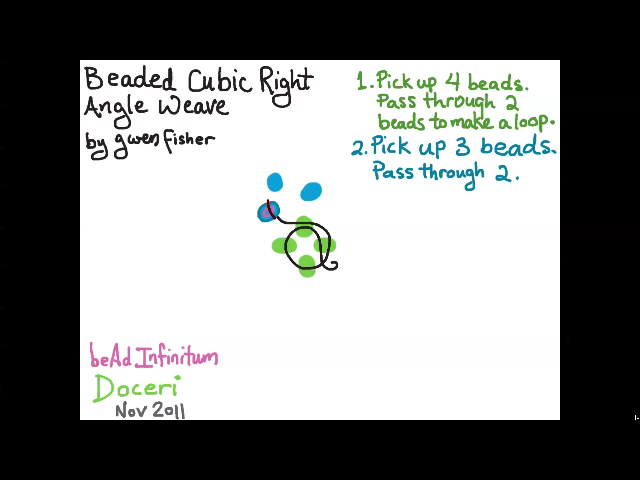 Beaded Cubic Right
Angle Weave
by gwen Fisher
1. Pick up 4 beads.
Pass through 2
beads to make a loop.
2. Pick up 3 beads.
Pass through 2.
beAd Infinitum
Doceri
Nov 2011